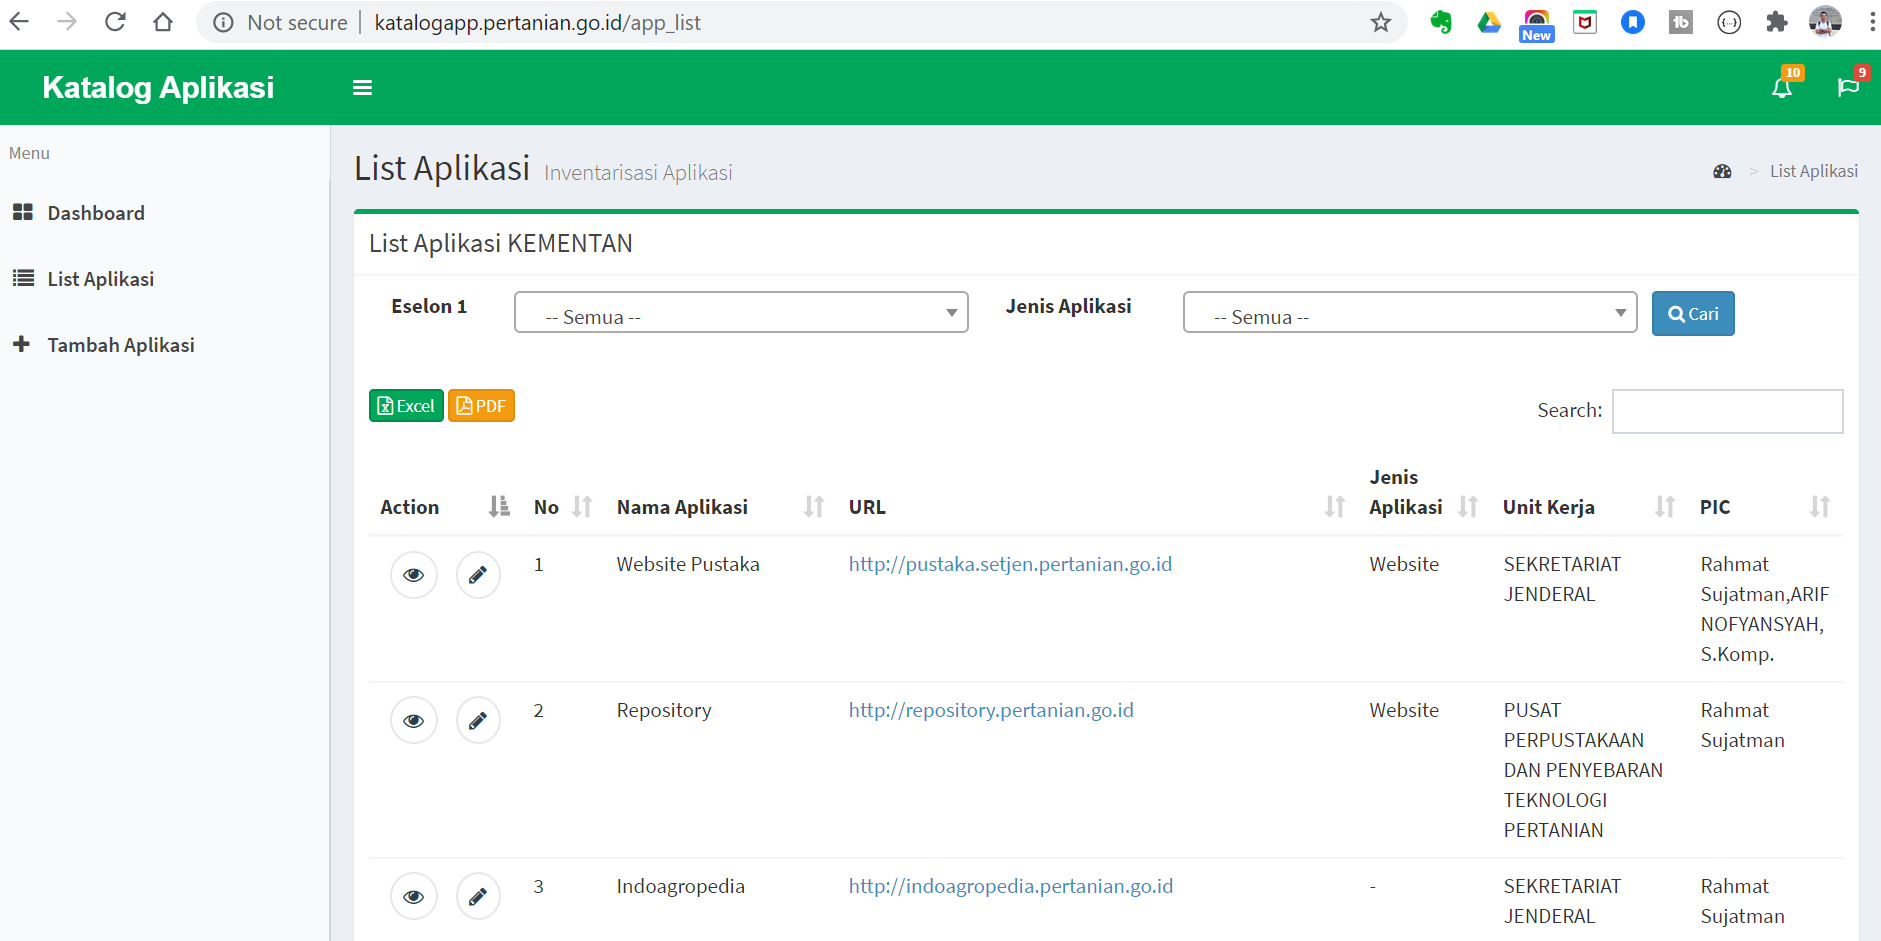 Not secure katalogapp.pertanian.go.id/app_list
New
Katalog Aplikasi
10
9
Menu
Dashboard
List Aplikasi
Tambah Aplikasi
List Aplikasi Inventarisasi Aplikasi
> List Aplikasi
List Aplikasi KEMENTAN
Eselon 1 -- Semua -- Jenis Aplikasi -- Semua -- Cari
Excel PDF
Search:
Action No Nama Aplikasi URL Jenis Aplikasi Unit Kerja PIC
1 Website Pustaka http://pustaka.setjen.pertanian.go.id Website SEKRETARIAT Rahmat
JENDERAL Sujatman,ARIF
NOFYANSYAH,
S.Komp.
2 Repository http://repository.pertanian.go.id Website PUSAT Rahmat
PERPUSTAKAAN Sujatman
DAN PENYEBARAN
TEKNOLOGI
PERTANIAN
3 Indoagropedia http://indoagropedia.pertanian.go.id - SEKRETARIAT Rahmat
JENDERAL Sujatman